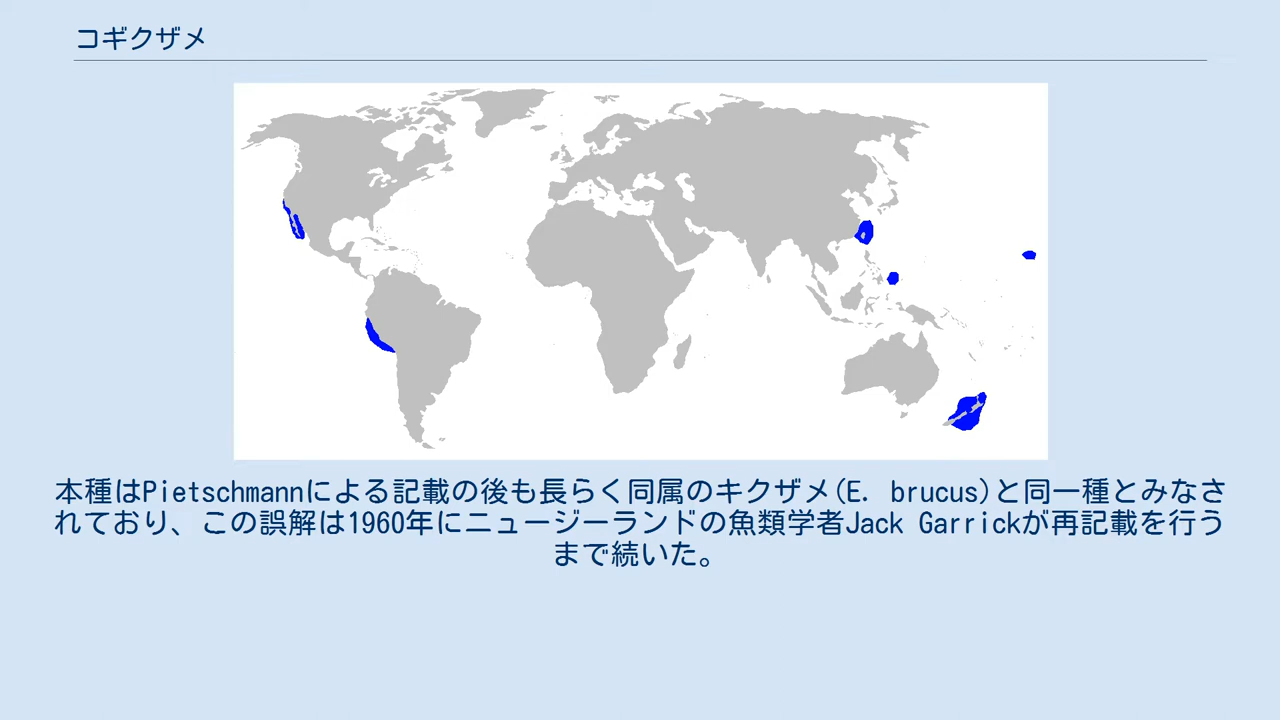 コギクザメ
本種はPietschmannによる記載の後も長らく同属のキクザメ(E. brucus)と同一種とみなさ
れており、この誤解は1960年にニュージーランドの魚類学者Jack Garrickが再記載を行う
まで続いた。